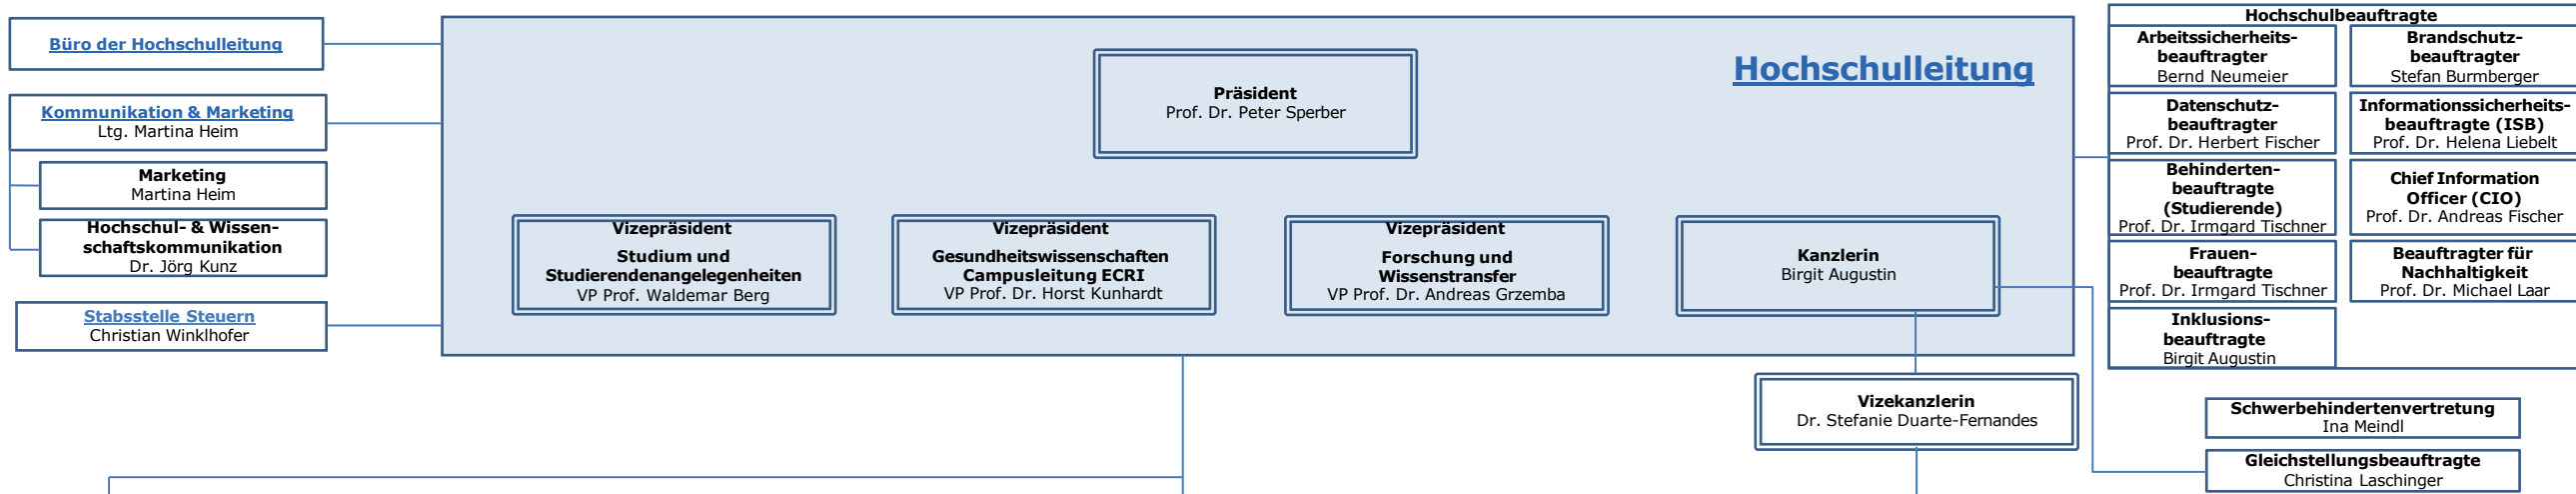 Büro der Hochschulleitung
Kommunikation & Marketing
Ltg. Martina Heim
Marketing
Martina Heim
Hochschul- & Wissen-
schaftskommunikation
Dr. Jörg Kunz
Stabsstelle Steuern
Christian Winklhofer
Hochschulleitung
Präsident
Prof. Dr. Peter Sperber
Vizepräsident
Studium und
Studierendenangelegenheiten
VP Prof. Waldemar Berg
Vizepräsident
Gesundheitswissenschaften
Campusleitung ECRI
VP Prof. Dr. Horst Kunhardt
Vizepräsident
Forschung und
Wissenstransfer
VP Prof. Dr. Andreas Grzemba
Kanzlerin
Birgit Augustin
Vizekanzlerin
Dr. Stefanie Duarte-Fernandes
Hochschulbeauftragte
Arbeitssicherheits-
beauftragter
Bernd Neumeier
Brandschutz-
beauftragter
Stefan Burmberger
Datenschutz-
beauftragter
Prof. Dr. Herbert Fischer
Informationssicherheits-
beauftragte (ISB)
Prof. Dr. Helena Liebelt
Behinderten-
beauftragte
(Studierende)
Prof. Dr. Irmgard Tischner
Chief Information
Officer (CIO)
Prof. Dr. Andreas Fischer
Frauen-
beauftragte
Prof. Dr. Irmgard Tischner
Beauftragter für
Nachhaltigkeit
Prof. Dr. Michael Laar
Inklusions-
beauftragte
Birgit Augustin
Schwerbehindertenvertretung
Ina Meindl
Gleichstellungsbeauftragte
Christina Laschinger